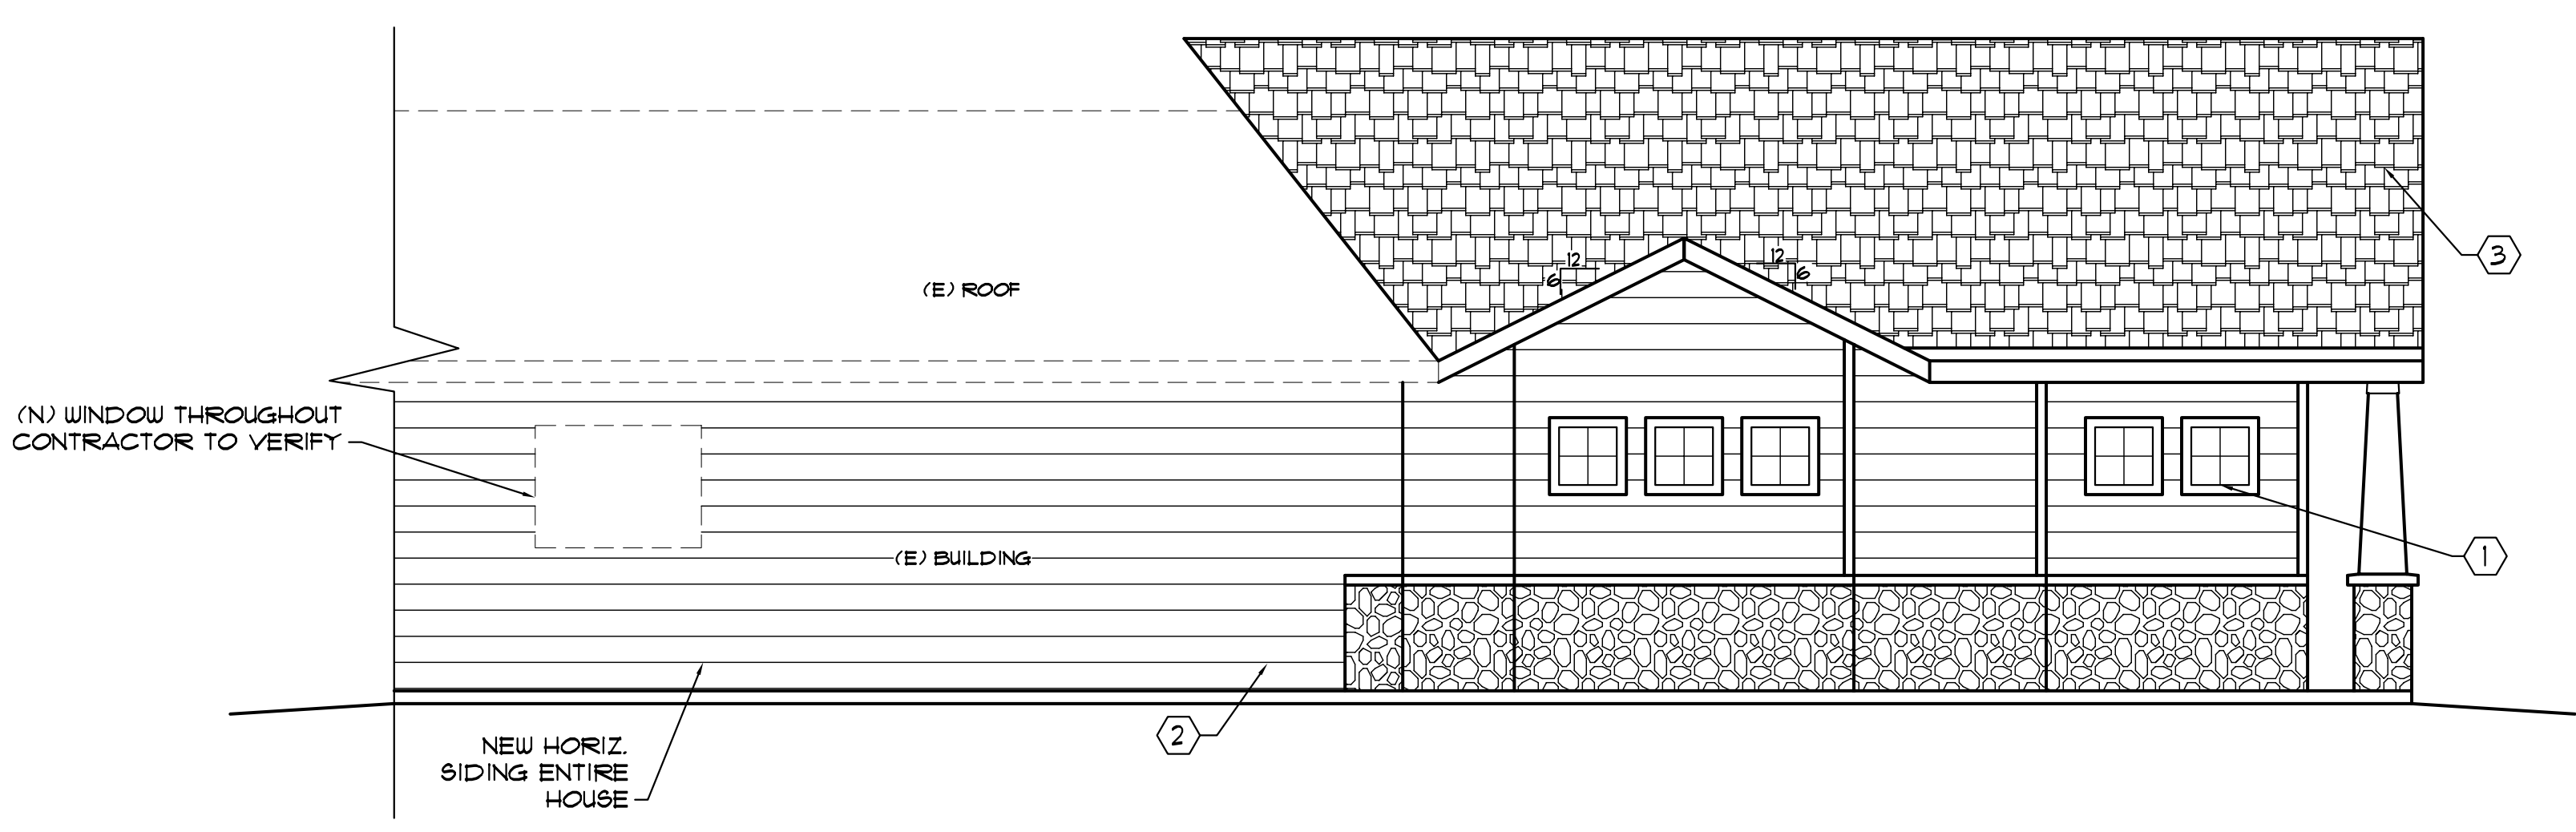 (E) ROOF
12
6
12
6
3
(N) WINDOW THROUGHOUT
CONTRACTOR TO VERIFY
(E) BUILDING
1
2
NEW HORIZ.
SIDING ENTIRE
HOUSE